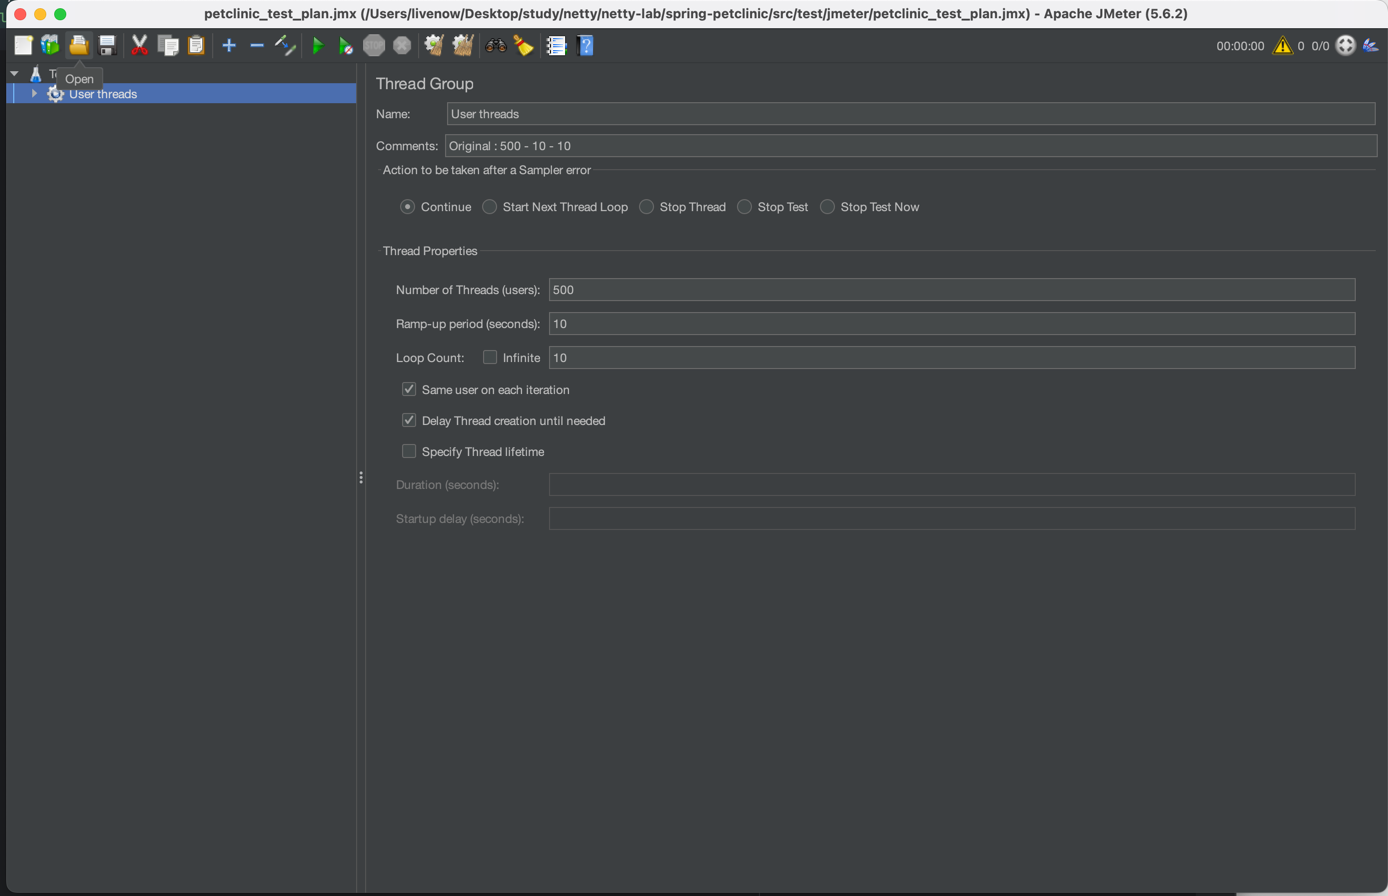 petclinic_test_plan.jmx (/Users/livenow/Desktop/study/netty/netty-lab/spring-petclinic/src/test/jmeter/petclinic_test_plan.jmx) - Apache JMeter (5.6.2)
STOP
00:00:00 0 0/0
Open
User threads
Thread Group
Name: User threads
Comments: Original : 500 - 10 - 10
Action to be taken after a Sampler error
Continue Start Next Thread Loop Stop Thread Stop Test Stop Test Now
Thread Properties
Number of Threads (users): 500
Ramp-up period (seconds): 10
Loop Count: Infinite 10
Same user on each iteration
Delay Thread creation until needed
Specify Thread lifetime
Duration (seconds):
Startup delay (seconds):